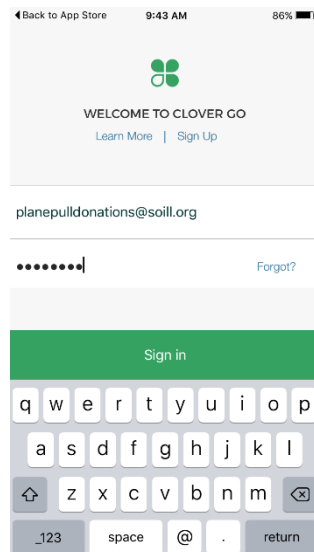 Back to App Store 9:43 AM 86%
WELCOME TO CLOVER GO
Learn More | Sign Up
planepulldonations@soill.org
●●●●●●●● Forgot?
Sign in
q w e r t y u i o p
a s d f g h j k l
z x c v b n m
_123 space @ . return